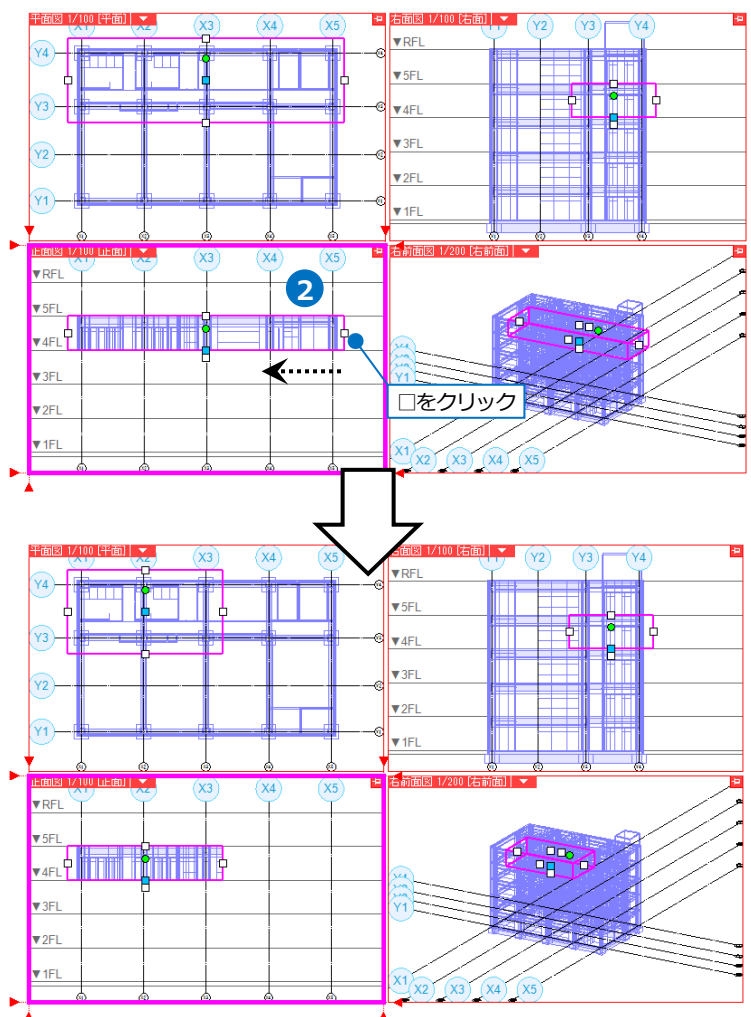 平面図 1/100 [平面]
X1 X2 X3 X4 X5
Y4
Y3
Y2
Y1
右面図 1/100 [右面]
Y1 Y2 Y3 Y4
▼RFL
▼5FL
▼4FL
▼3FL
▼2FL
▼1FL
正面図 1/100 [正面]
X1 X2 X3 X4 X5
▼RFL
▼5FL
▼4FL
▼3FL
▼2FL
▼1FL
2
右前面図 1/200 [右前面]
Y4
Y1
X1 X2 X3 X4 X5
□をクリック
平面図 1/100 [平面]
X1 X2 X3 X4 X5
Y4
Y3
Y2
Y1
右面図 1/100 [右面]
Y1 Y2 Y3 Y4
▼RFL
▼5FL
▼4FL
▼3FL
▼2FL
▼1FL
正面図 1/100 [正面]
X1 X2 X3 X4 X5
▼RFL
▼5FL
▼4FL
▼3FL
▼2FL
▼1FL
右前面図 1/200 [右前面]
Y4
Y1
X1 X2 X3 X4 X5